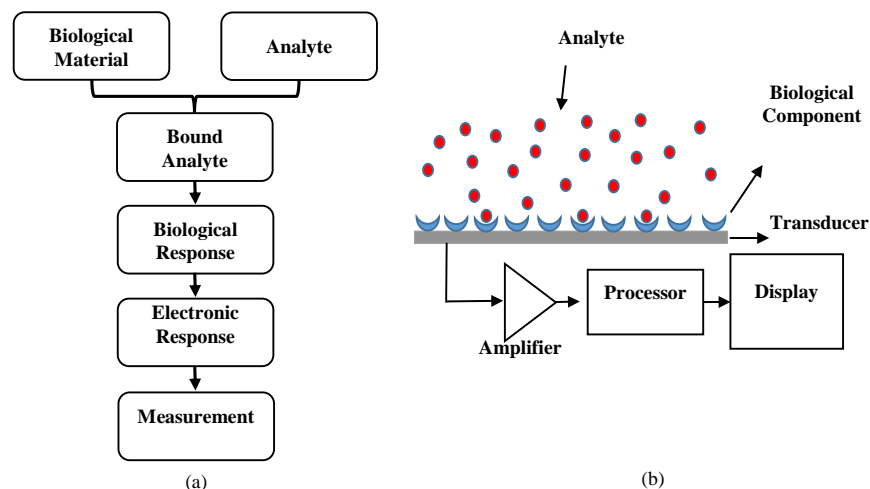 Biological
Material
Analyte
Bound
Analyte
Biological
Response
Electronic
Response
Measurement
(a)
Analyte
Biological
Component
Transducer
Processor
Display
Amplifier
(b)